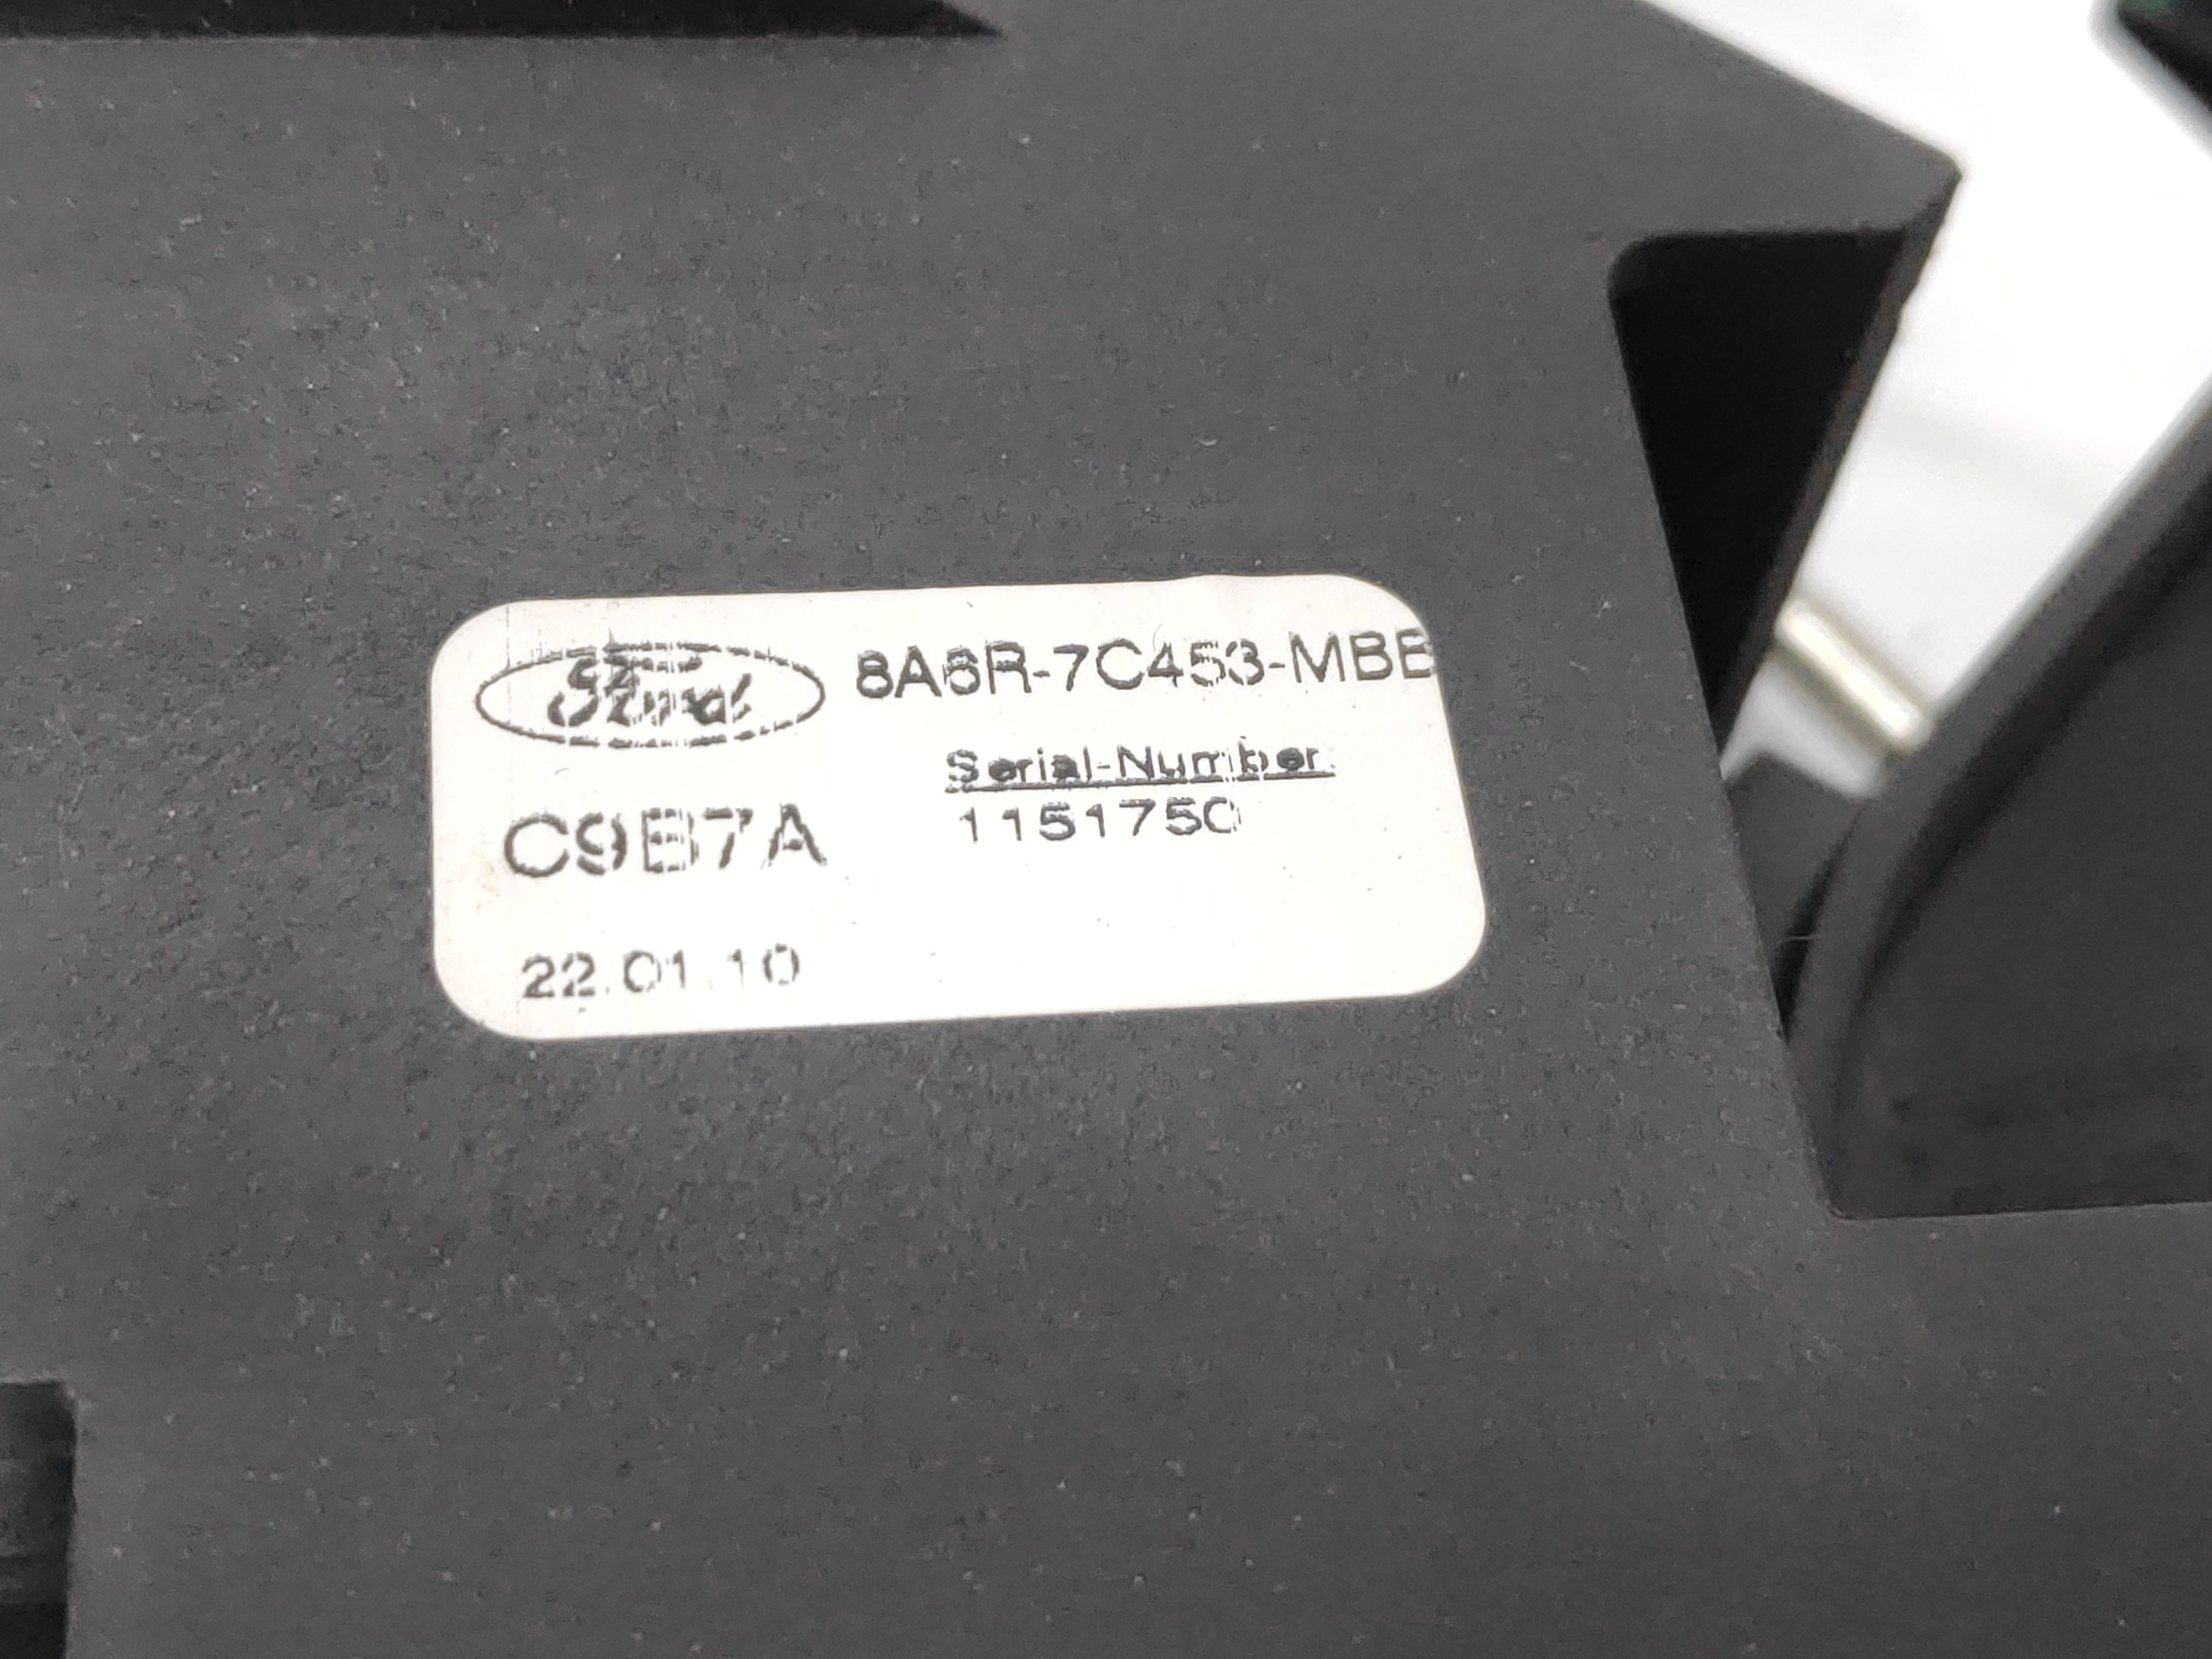 Ford 8A6R-7C453-MBB
Serial-Number
C9B7A 1151750
22.01.10